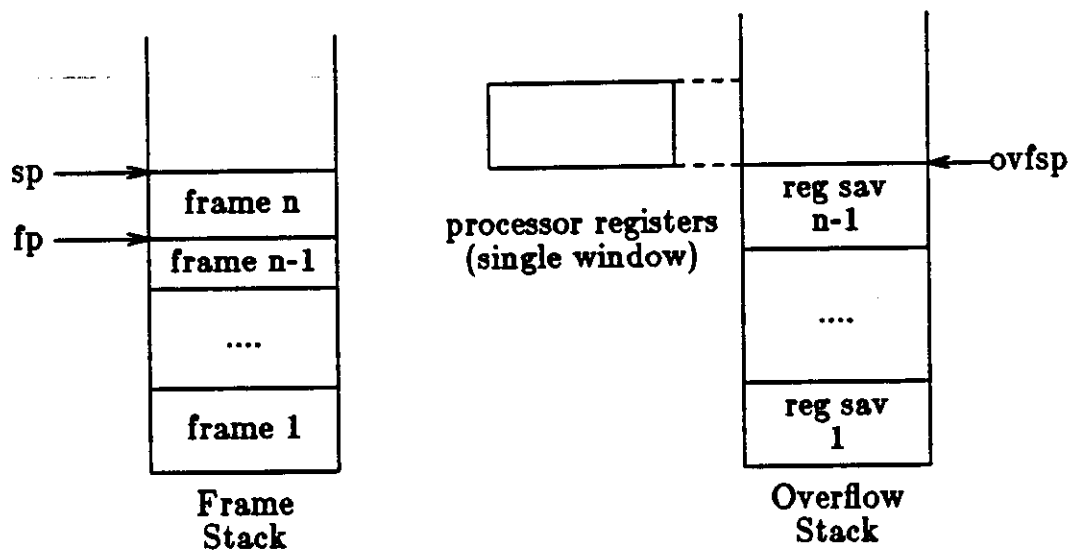 sp
fp
frame n
frame n-1
....
frame 1
Frame
Stack
processor registers
(single window)
ovfsp
reg sav
n-1
....
reg sav
1
Overflow
Stack